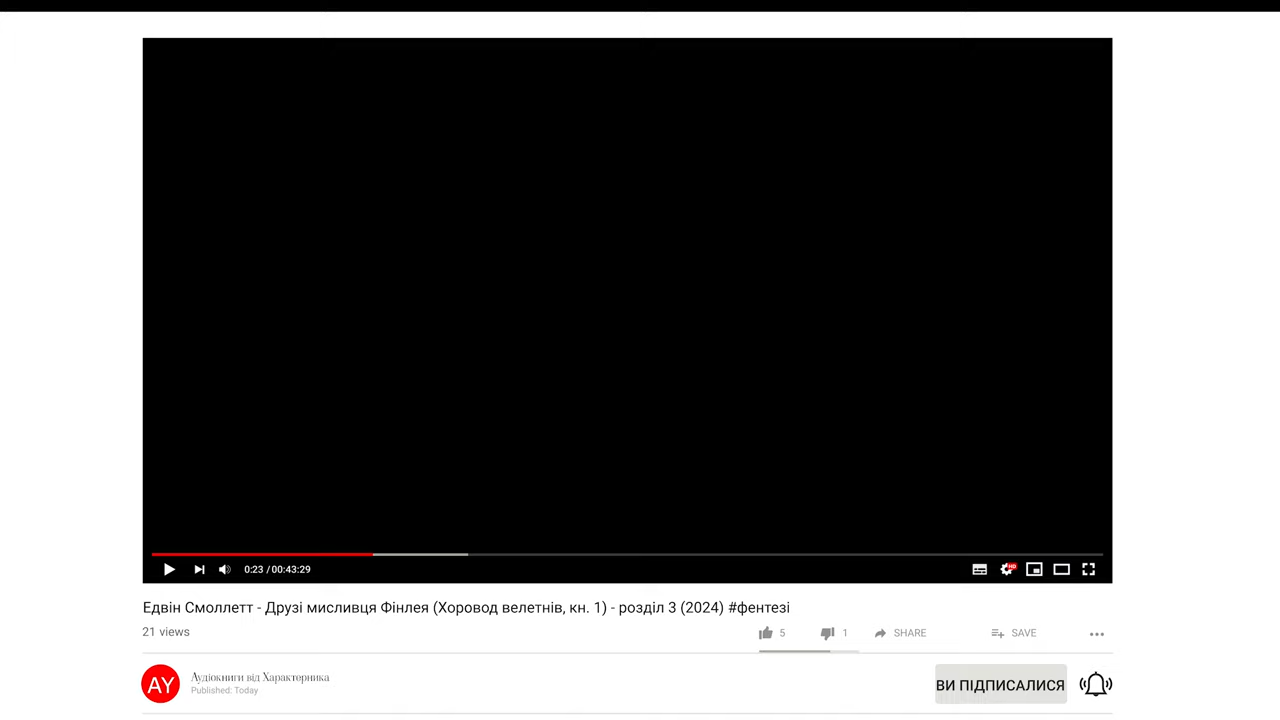 0:23 / 00:43:29
HD
Едвін Смоллетт - Друзі мисливця Фінлея (Хоровод велетнів, кн. 1) - розділ 3 (2024) #фентезі
21 views
5 1 SHARE SAVE
AY
Аудіокниги від Характерника
Published: Today
ВИ ПІДПИСАЛИСЯ